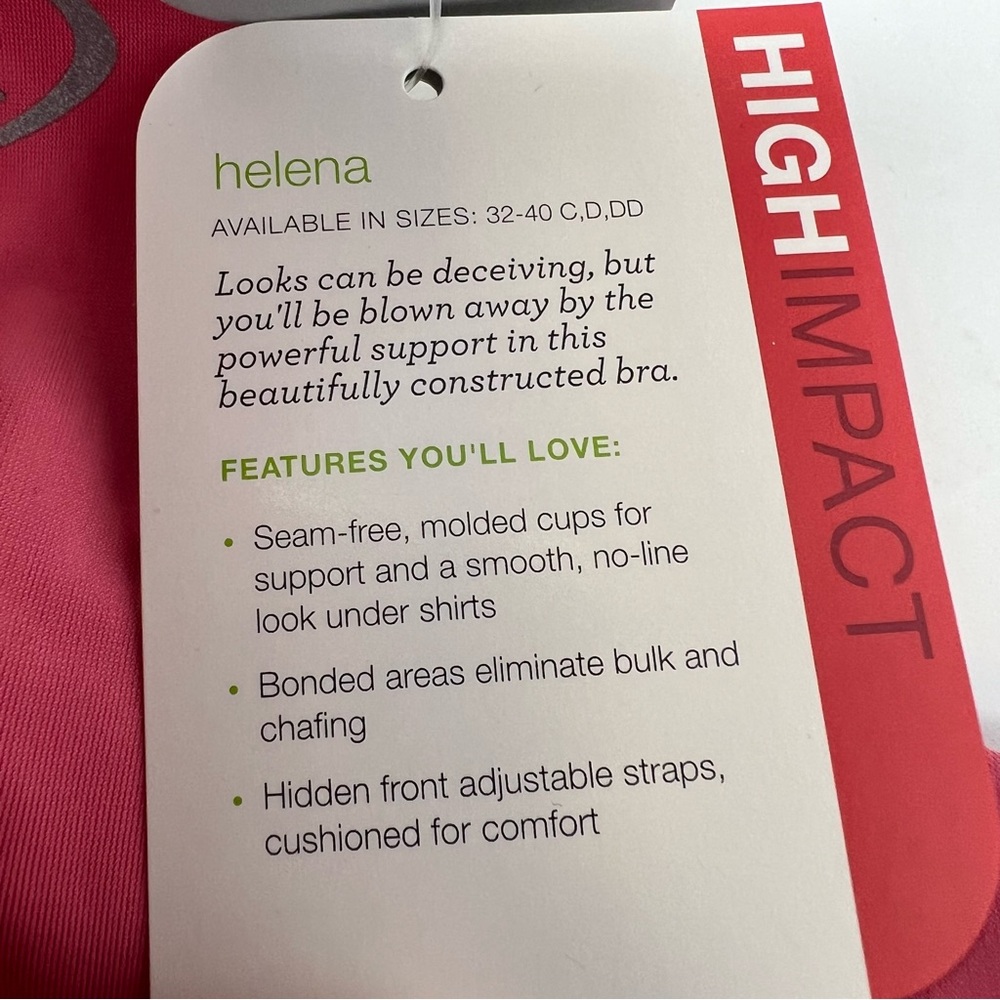 helena
AVAILABLE IN SIZES: 32-40 C,D,DD
Looks can be deceiving, but
you'll be blown away by the
powerful support in this
beautifully constructed bra.
FEATURES YOU'LL LOVE:
• Seam-free, molded cups for
support and a smooth, no-line
look under shirts
• Bonded areas eliminate bulk and
chafing
• Hidden front adjustable straps,
cushioned for comfort
HIGHIMPACT